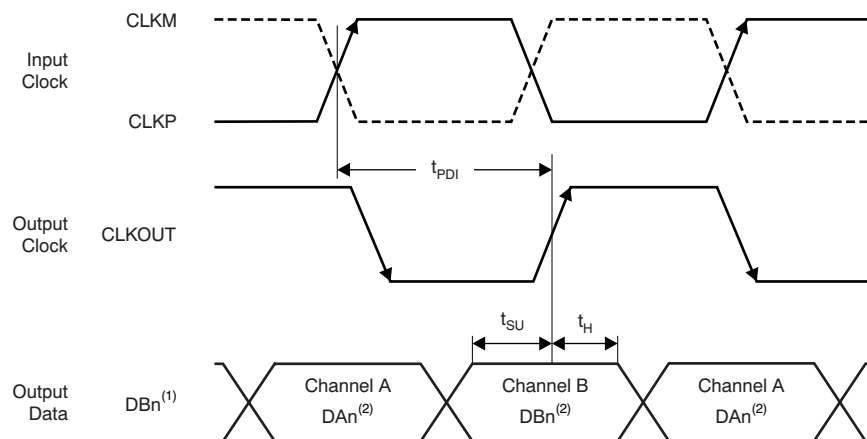 CLKM
Input
Clock
CLKP
t_PDI
Output
Clock
CLKOUT
t_SU
t_H
Output
Data
DBn^(1)
Channel A
DAn^(2)
Channel B
DBn^(2)
Channel A
DAn^(2)